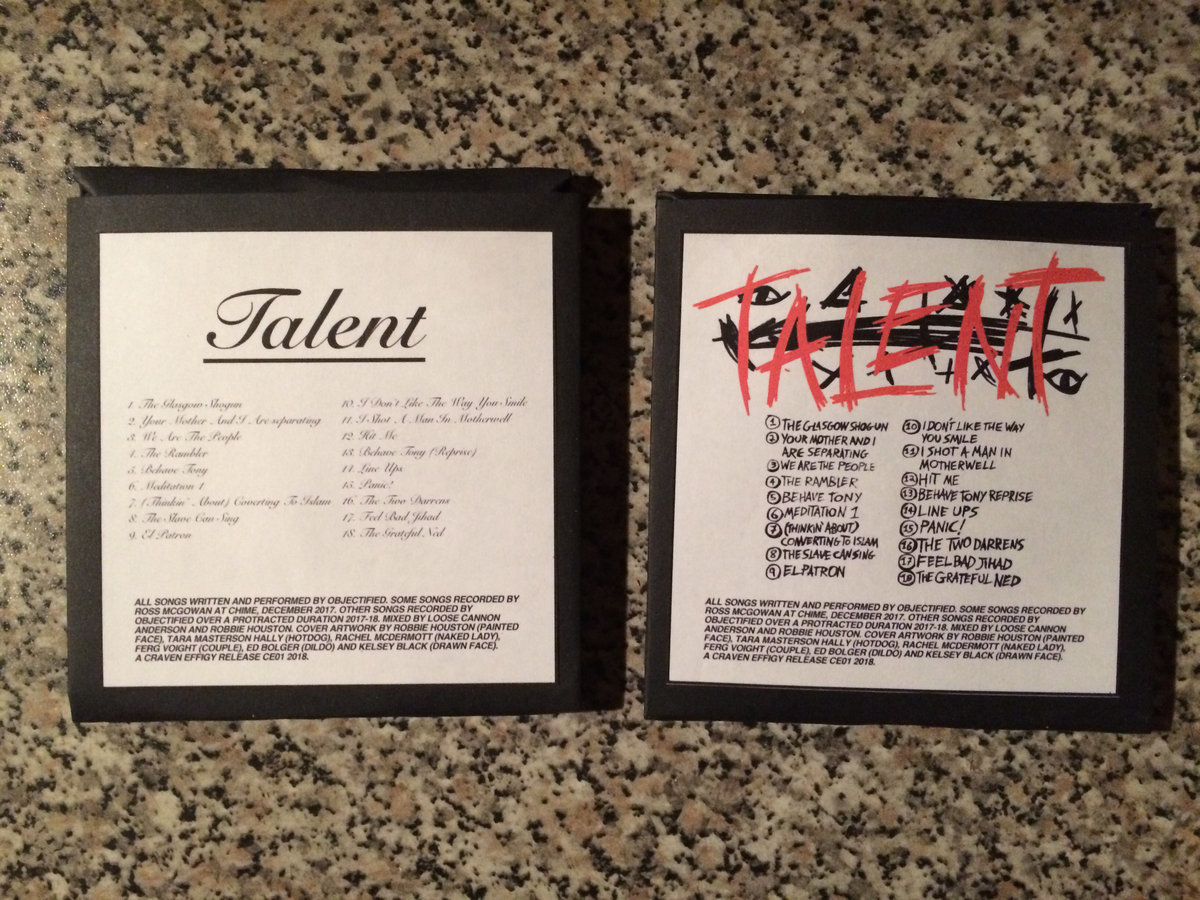 Talent
1. The Glasgow Shogun
2. Your Mother And I Are separating
3. We Are The People
4. The Rambler
5. Behave Tony
6. Meditation 1
7. (Thinkin' About) Coverting To Islam
8. The Slave Can Sing
9. El Patron
10. I Don't Like The Way You Smile
11. I Shot A Man In Motherwell
12. Hit Me
13. Behave Tony (Reprise)
14. Line Ups
15. Panic!
16. The Two Darrens
17. Feel Bad Jihad
18. The Grateful Ned
ALL SONGS WRITTEN AND PERFORMED BY OBJECTIFIED. SOME SONGS RECORDED BY
ROSS MCGOWAN AT CHIME, DECEMBER 2017. OTHER SONGS RECORDED BY
OBJECTIFIED OVER A PROTRACTED DURATION 2017-18. MIXED BY LOOSE CANNON
ANDERSON AND ROBBIE HOUSTON. COVER ARTWORK BY ROBBIE HOUSTON (PAINTED
FACE), TARA MASTERSON HALLY (HOTDOG), RACHEL MCDERMOTT (NAKED LADY),
FERG VOIGHT (COUPLE), ED BOLGER (DILDO) AND KELSEY BLACK (DRAWN FACE).
A CRAVEN EFFIGY RELEASE CE01 2018.
TALENT
1 THE GLASGOW SHOGUN
2 YOUR MOTHER AND I
ARE SEPARATING
3 WE ARE THE PEOPLE
4 THE RAMBLER
5 BEHAVE TONY
6 MEDITATION 1
7 (THINKIN' ABOUT)
CONVERTING TO ISLAM
8 THE SLAVE CAN SING
9 EL PATRON
10 I DON'T LIKE THE WAY
YOU SMILE
11 I SHOT A MAN IN
MOTHERWELL
12 HIT ME
13 BEHAVE TONY REPRISE
14 LINE UPS
15 PANIC!
16 THE TWO DARRENS
17 FEEL BAD JIHAD
18 THE GRATEFUL NED
ALL SONGS WRITTEN AND PERFORMED BY OBJECTIFIED. SOME SONGS RECORDED BY
ROSS MCGOWAN AT CHIME, DECEMBER 2017. OTHER SONGS RECORDED BY
OBJECTIFIED OVER A PROTRACTED DURATION 2017-18. MIXED BY LOOSE CANNON
ANDERSON AND ROBBIE HOUSTON. COVER ARTWORK BY ROBBIE HOUSTON (PAINTED
FACE), TARA MASTERSON HALLY (HOTDOG), RACHEL MCDERMOTT (NAKED LADY),
FERG VOIGHT (COUPLE), ED BOLGER (DILDO) AND KELSEY BLACK (DRAWN FACE).
A CRAVEN EFFIGY RELEASE CE01 2018.